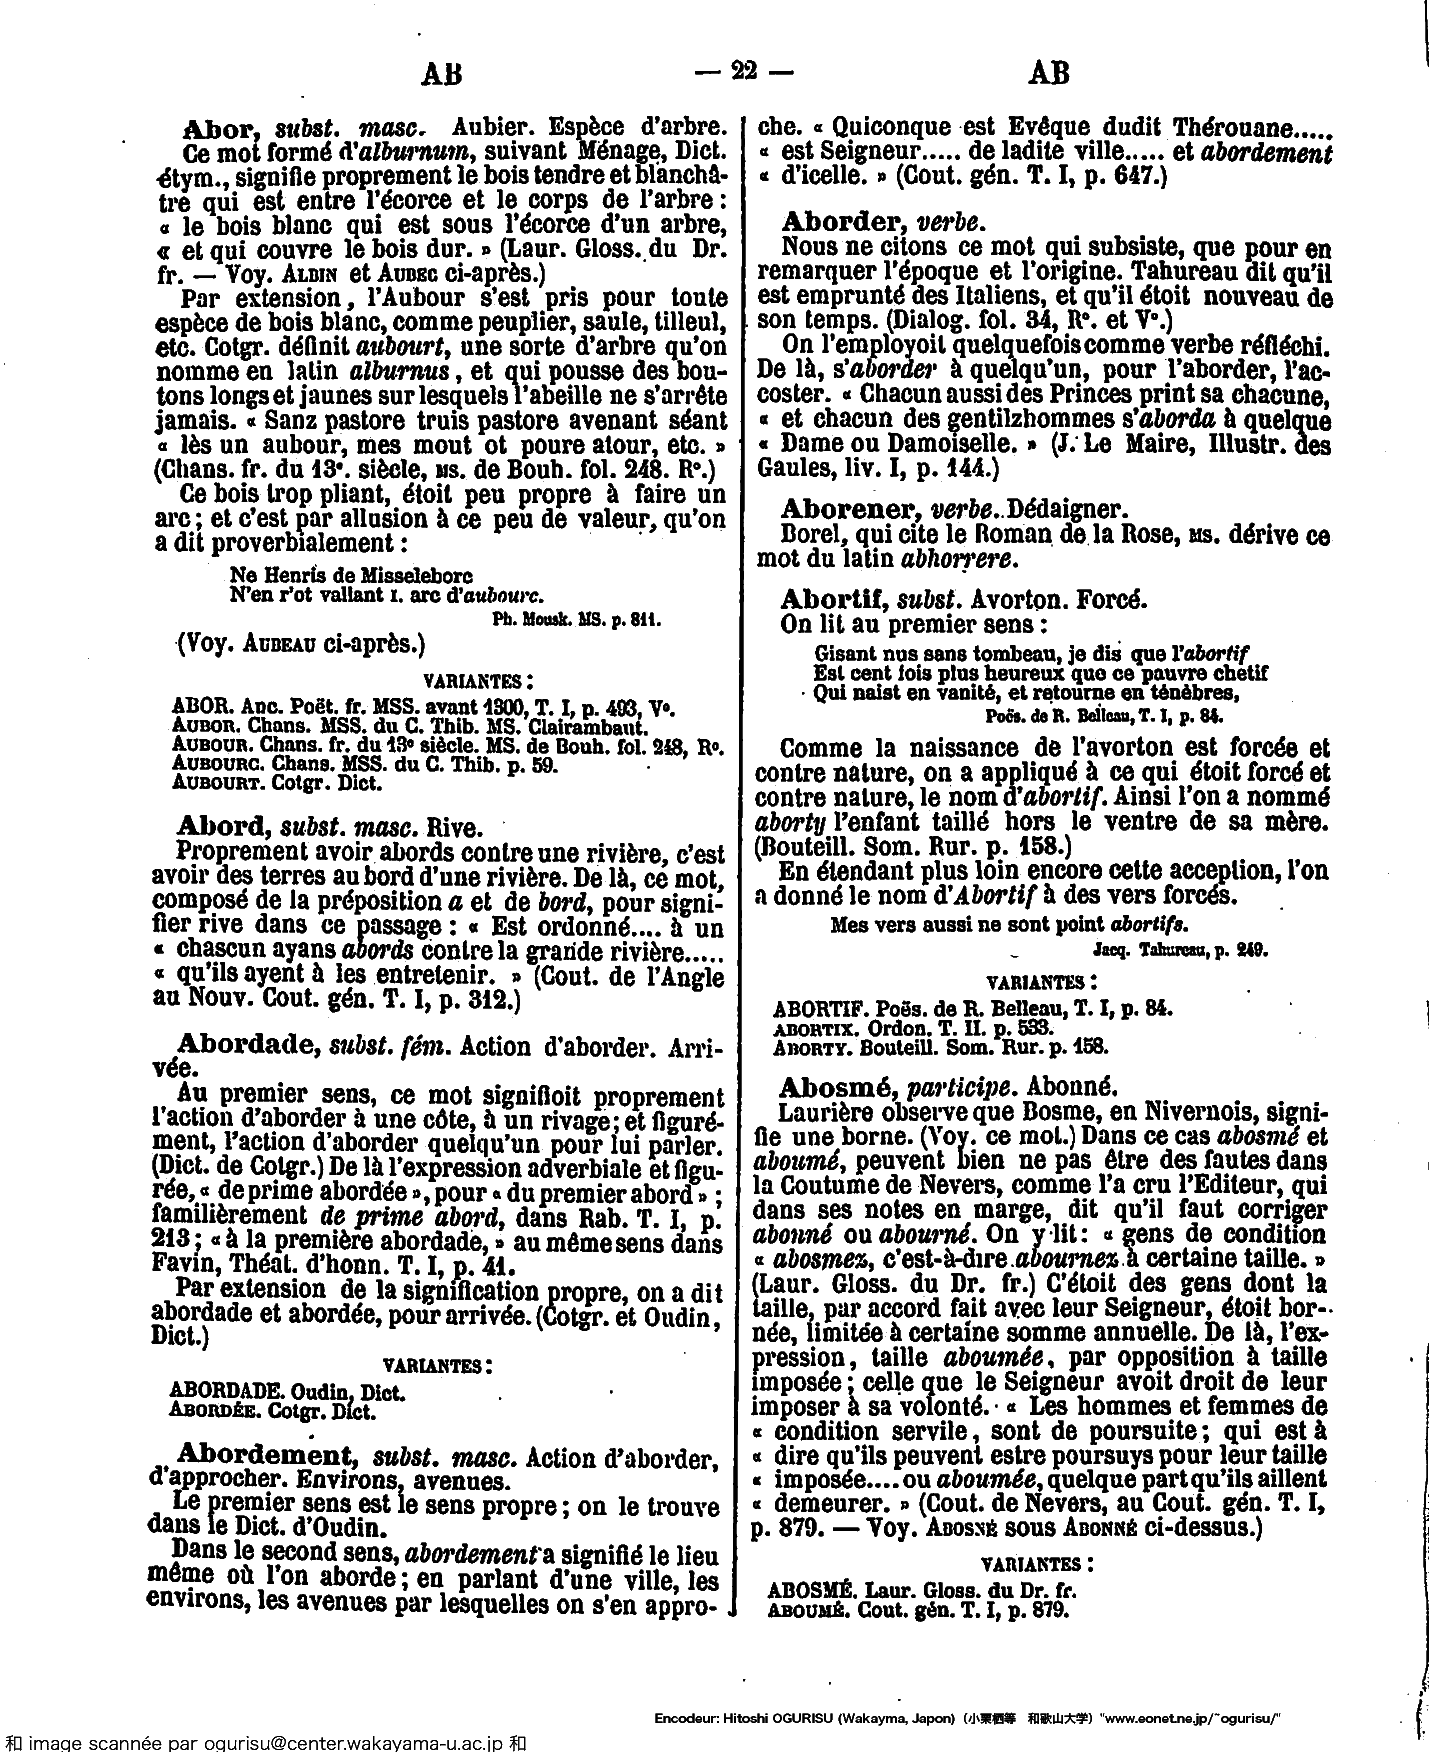 AB
— 22 —
AB
Abor, subst. masc. Aubier. Espèce d'arbre.
Ce mot formé d'alburnum, suivant Ménage, Dict.
étym., signifie proprement le bois tendre et blanchâ-
tre qui est entre l'écorce et le corps de l'arbre :
« le bois blanc qui est sous l'écorce d'un arbre,
« et qui couvre le bois dur. » (Laur. Gloss. du Dr.
fr. — Voy. ALBIN et AUBEC ci-après.)
Par extension, l'Aubour s'est pris pour toute
espèce de bois blanc, comme peuplier, saule, tilleul,
etc. Cotgr. définit aubourt, une sorte d'arbre qu'on
nomme en latin alburnus, et qui pousse des bou-
tons longs et jaunes sur lesquels l'abeille ne s'arrête
jamais. « Sanz pastore truis pastore avenant séant
« lès un aubour, mes mout ot poure atour, etc. »
(Chans. fr. du 13e. siècle, MS. de Bouh. fol. 248. R°.)
Ce bois trop pliant, étoit peu propre à faire un
arc ; et c'est par allusion à ce peu de valeur, qu'on
a dit proverbialement :
Ne Henris de Misseleborc
N'en r'ot vallant I. arc d'aubourc.
Ph. Mousk. MS. p. 811.
(Voy. AUBEAU ci-après.)
VARIANTES :
ABOR. Anc. Poët. fr. MSS. avant 1300, T. I, p. 493, V°.
AUBOR. Chans. MSS. du C. Thib. MS. Clairambaut.
AUBOUR. Chans. fr. du 13e siècle. MS. de Bouh. fol. 248, R°.
AUBOURC. Chans. MSS. du C. Thib. p. 59.
AUBOURT. Cotgr. Dict.
Abord, subst. masc. Rive.
Proprement avoir abords contre une rivière, c'est
avoir des terres au bord d'une rivière. De là, ce mot,
composé de la préposition a et de bord, pour signi-
fier rive dans ce passage : « Est ordonné.... à un
« chascun ayans abords contre la grande rivière.....
« qu'ils ayent à les entretenir. » (Cout. de l'Angle
au Nouv. Cout. gén. T. I, p. 312.)
Abordade, subst. fém. Action d'aborder. Arri-
vée.
Au premier sens, ce mot signifioit proprement
l'action d'aborder à une côte, à un rivage ; et figuré-
ment, l'action d'aborder quelqu'un pour lui parler.
(Dict. de Cotgr.) De là l'expression adverbiale et figu-
rée, « de prime abordée », pour « du premier abord » ;
familièrement de prime abord, dans Rab. T. I, p.
213 ; « à la première abordade, » au même sens dans
Favin, Théat. d'honn. T. I, p. 41.
Par extension de la signification propre, on a dit
abordade et abordée, pour arrivée. (Cotgr. et Oudin,
Dict.)
VARIANTES :
ABORDADE. Oudin, Dict.
ABORDÉE. Cotgr. Dict.
Abordement, subst. masc. Action d'aborder,
d'approcher. Environs, avenues.
Le premier sens est le sens propre ; on le trouve
dans le Dict. d'Oudin.
Dans le second sens, abordement a signifié le lieu
même où l'on aborde ; en parlant d'une ville, les
environs, les avenues par lesquelles on s'en appro-
che. « Quiconque est Evêque dudit Thérouane.....
« est Seigneur..... de ladite ville..... et abordement
« d'icelle. » (Cout. gén. T. I, p. 647.)
Aborder, verbe.
Nous ne citons ce mot qui subsiste, que pour en
remarquer l'époque et l'origine. Tahureau dit qu'il
est emprunté des Italiens, et qu'il étoit nouveau de
son temps. (Dialog. fol. 34, R°. et V°.)
On l'employoit quelquefois comme verbe réfléchi.
De là, s'aborder à quelqu'un, pour l'aborder, l'ac-
coster. « Chacun aussi des Princes print sa chacune,
« et chacun des gentilzhommes s'aborda à quelque
« Dame ou Damoiselle. » (J. Le Maire, Illustr. des
Gaules, liv. I, p. 144.)
Aborener, verbe. Dédaigner.
Borel, qui cite le Roman de la Rose, MS. dérive ce
mot du latin abhorrere.
Abortif, subst. Avorton. Forcé.
On lit au premier sens :
Gisant nus sans tombeau, je dis que l'abortif
Est cent fois plus heureux que ce pauvre chetif
Qui naist en vanité, et retourne en ténèbres,
Poës. de R. Belleau, T. I, p. 84.
Comme la naissance de l'avorton est forcée et
contre nature, on a appliqué à ce qui étoit forcé et
contre nature, le nom d'abortif. Ainsi l'on a nommé
aborty l'enfant taillé hors le ventre de sa mère.
(Bouteill. Som. Rur. p. 158.)
En étendant plus loin encore cette acception, l'on
a donné le nom d'Abortif à des vers forcés.
Mes vers aussi ne sont point abortifs.
Jacq. Tahureau, p. 249.
VARIANTES :
ABORTIF. Poës. de R. Belleau, T. I, p. 84.
ABORTIX. Ordon. T. II. p. 533.
ABORTY. Bouteill. Som. Rur. p. 158.
Abosmé, participe. Abonné.
Laurière observe que Bosme, en Nivernois, signi-
fie une borne. (Voy. ce mot.) Dans ce cas abosmé et
aboumé, peuvent bien ne pas être des fautes dans
la Coutume de Nevers, comme l'a cru l'Editeur, qui
dans ses notes en marge, dit qu'il faut corriger
abonné ou abourné. On y lit : « gens de condition
« abosmez, c'est-à-dire abournez à certaine taille. »
(Laur. Gloss. du Dr. fr.) C'étoit des gens dont la
taille, par accord fait avec leur Seigneur, étoit bor-
née, limitée à certaine somme annuelle. De là, l'ex-
pression, taille aboumée, par opposition à taille
imposée ; celle que le Seigneur avoit droit de leur
imposer à sa volonté. « Les hommes et femmes de
« condition servile, sont de poursuite ; qui est à
« dire qu'ils peuvent estre poursuys pour leur taille
« imposée.... ou aboumée, quelque part qu'ils aillent
« demeurer. » (Cout. de Nevers, au Cout. gén. T. I,
p. 879. — Voy. ABOSNÉ sous ABONNÉ ci-dessus.)
VARIANTES :
ABOSMÉ. Laur. Gloss. du Dr. fr.
ABOUMÉ. Cout. gén. T. I, p. 879.
Encodeur: Hitoshi OGURISU (Wakayma, Japon) (小栗栖等 和歌山大学) "www.eonet.ne.jp/~ogurisu/"
和 image scannée par ogurisu@center.wakayama-u.ac.jp 和